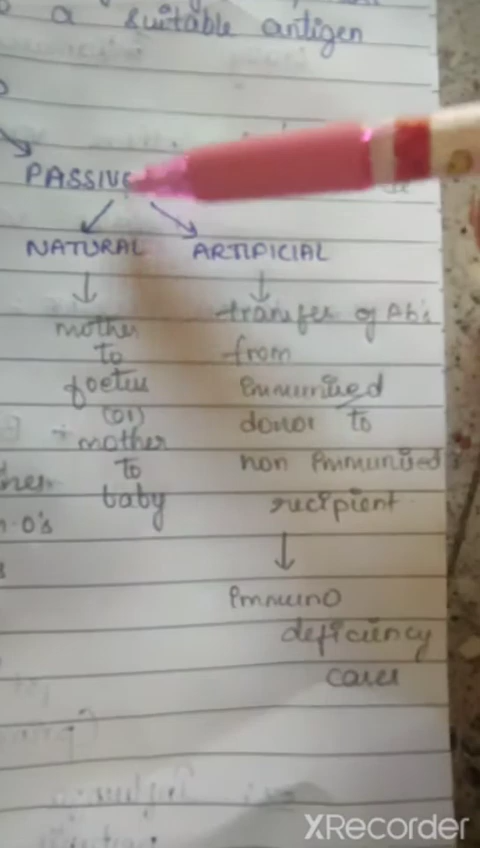 a suitable antigen
PASSIVE
NATURAL ARTIFICIAL
mother
to
foetus
(or)
mother
to
baby
transfer of Ab's
from
immunised
donor to
non immunised
recipient
immuno
deficiency
cases
XRecorder